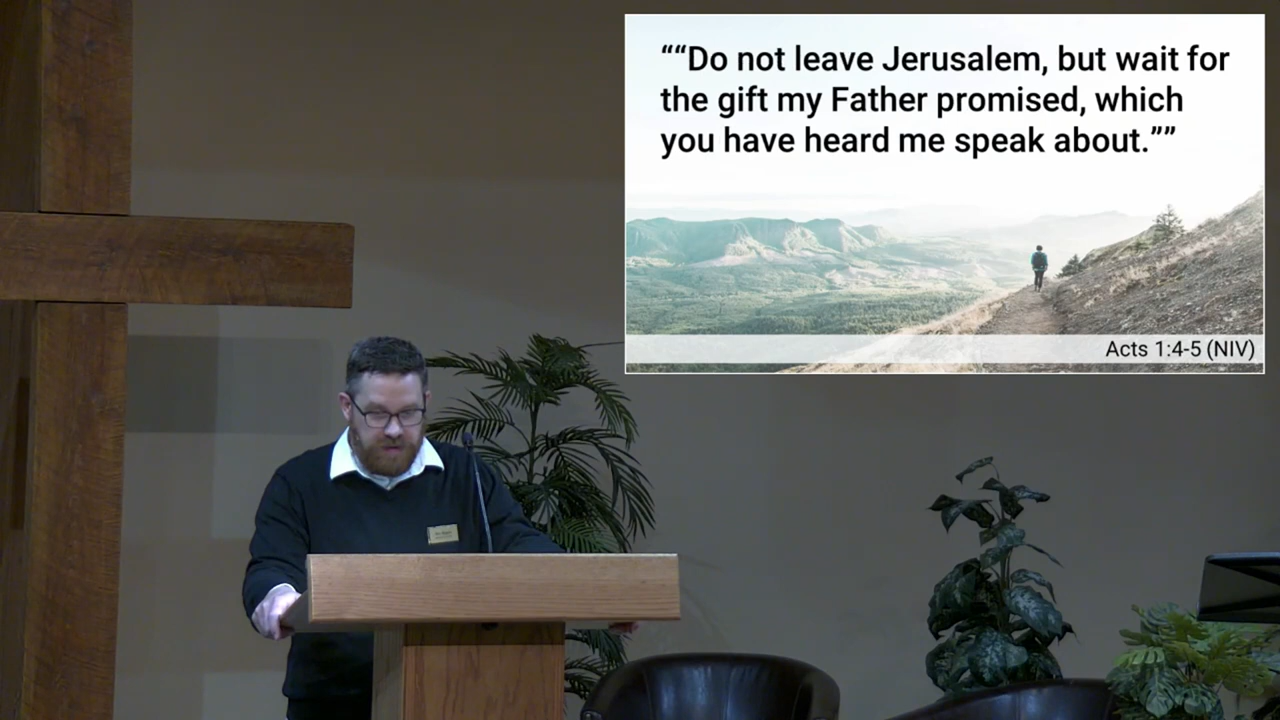 ““Do not leave Jerusalem, but wait for
the gift my Father promised, which
you have heard me speak about.””
Acts 1:4-5 (NIV)